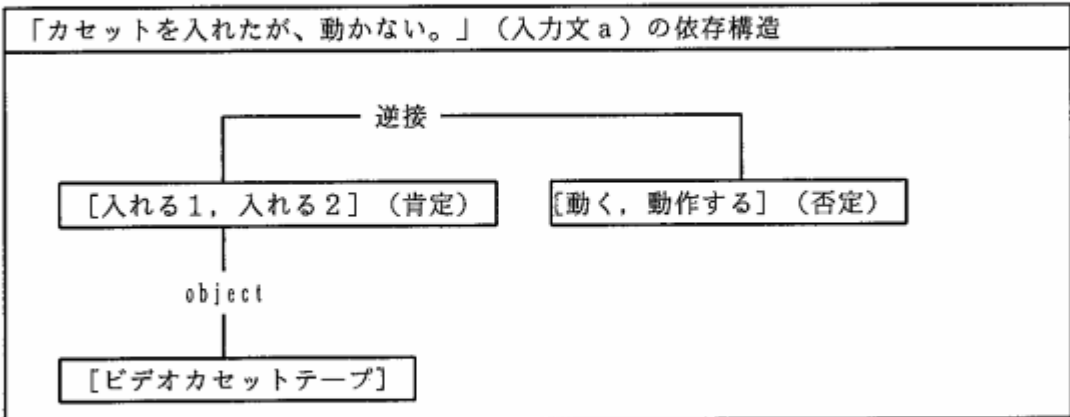 「カセットを入れたが、動かない。」(入力文a)の依存構造
逆接
[入れる1,入れる2](肯定)
[動く,動作する](否定)
object
[ビデオカセットテープ]